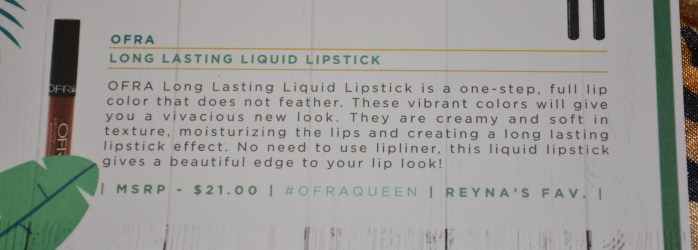 OFRA
LONG LASTING LIQUID LIPSTICK
OFRA
OFRA Long Lasting Liquid Lipstick is a one-step, full lip
color that does not feather. These vibrant colors will give
you a vivacious new look. They are creamy and soft in
texture, moisturizing the lips and creating a long lasting
lipstick effect. No need to use lipliner, this liquid lipstick
gives a beautiful edge to your lip look!
| MSRP - $21.00 | #OFRAQUEEN | REYNA'S FAV. |